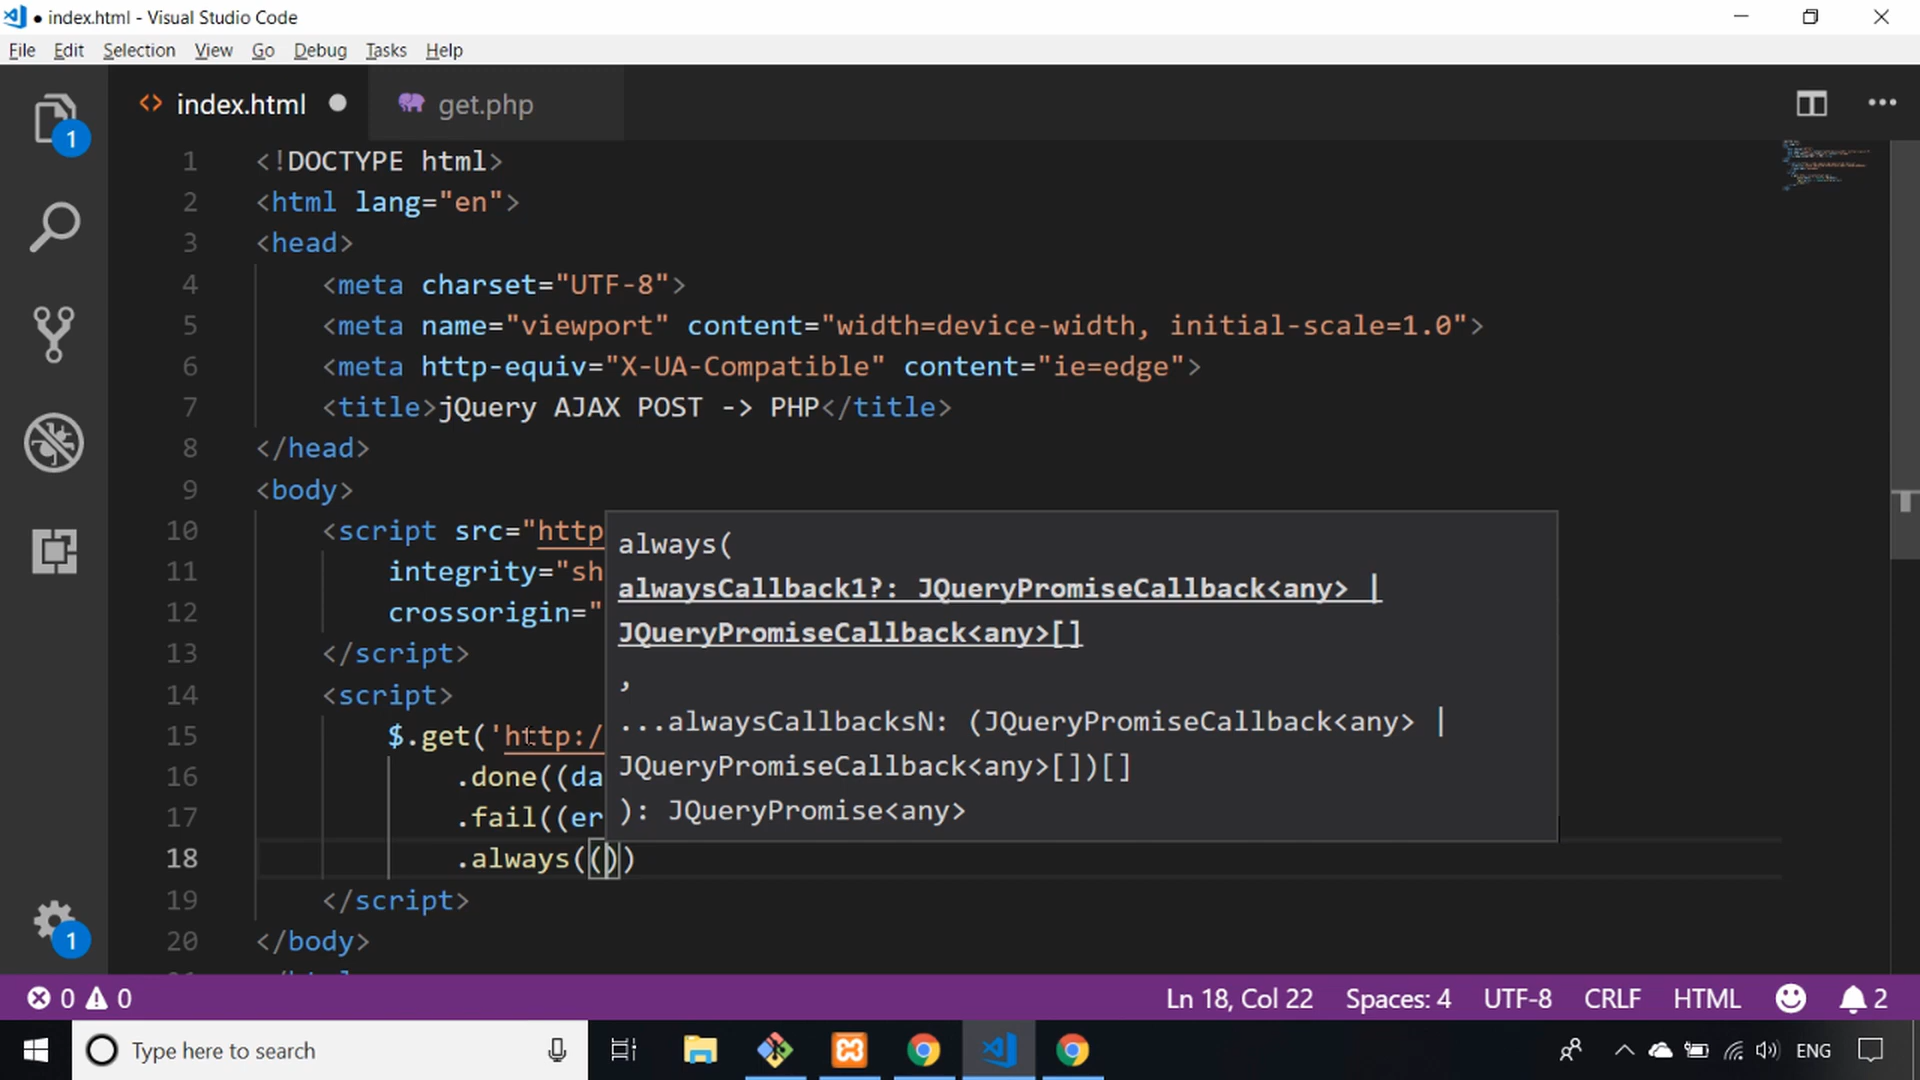 index.html - Visual Studio Code
File Edit Selection View Go Debug Tasks Help
index.html get.php
1 <!DOCTYPE html>
2 <html lang="en">
3 <head>
4 <meta charset="UTF-8">
5 <meta name="viewport" content="width=device-width, initial-scale=1.0">
6 <meta http-equiv="X-UA-Compatible" content="ie=edge">
7 <title>jQuery AJAX POST -> PHP</title>
8 </head>
9 <body>
10 <script src="http
11 integrity="sh
12 crossorigin="
13 </script>
14 <script>
15 $.get('http:/
16 .done((da
17 .fail((er
18 .always(())
19 </script>
20 </body>
always(
alwaysCallback1?: JQueryPromiseCallback<any> |
JQueryPromiseCallback<any>[]
,
...alwaysCallbacksN: (JQueryPromiseCallback<any> |
JQueryPromiseCallback<any>[])[]
): JQueryPromise<any>
1
1
0 0 Ln 18, Col 22 Spaces: 4 UTF-8 CRLF HTML 2
Type here to search ENG